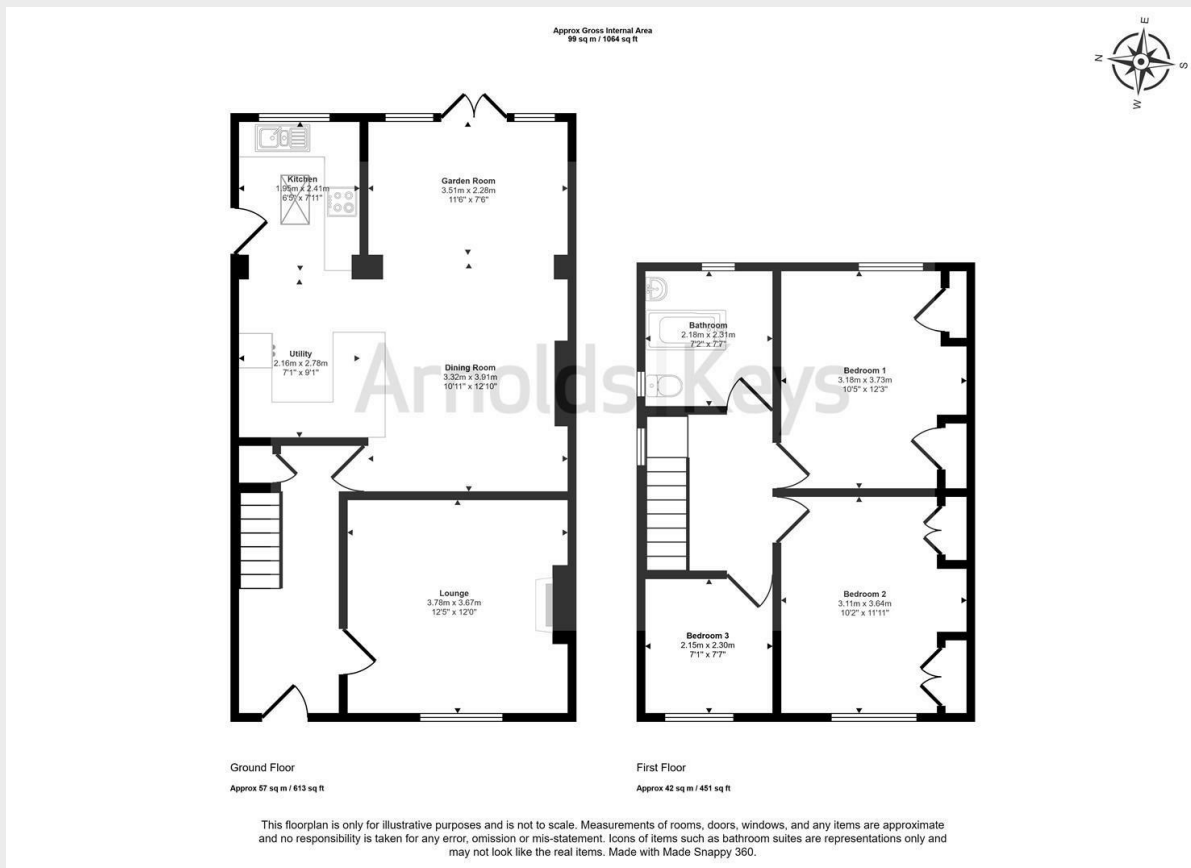 Approx Gross Internal Area
99 sq m / 1064 sq ft
E
N
S
W
Kitchen
1.95m x 2.41m
6'5" x 7'11"
Garden Room
3.51m x 2.28m
11'6" x 7'6"
Utility
2.16m x 2.78m
7'1" x 9'1"
Dining Room
3.32m x 3.91m
10'11" x 12'10"
Lounge
3.78m x 3.67m
12'5" x 12'0"
Bathroom
2.18m x 2.31m
7'2" x 7'7"
Bedroom 1
3.18m x 3.73m
10'5" x 12'3"
Bedroom 2
3.11m x 3.64m
10'2" x 11'11"
Bedroom 3
2.15m x 2.30m
7'1" x 7'7"
Arnolds | Keys
Ground Floor
Approx 57 sq m / 613 sq ft
First Floor
Approx 42 sq m / 451 sq ft
This floorplan is only for illustrative purposes and is not to scale. Measurements of rooms, doors, windows, and any items are approximate
and no responsibility is taken for any error, omission or mis-statement. Icons of items such as bathroom suites are representations only and
may not look like the real items. Made with Made Snappy 360.